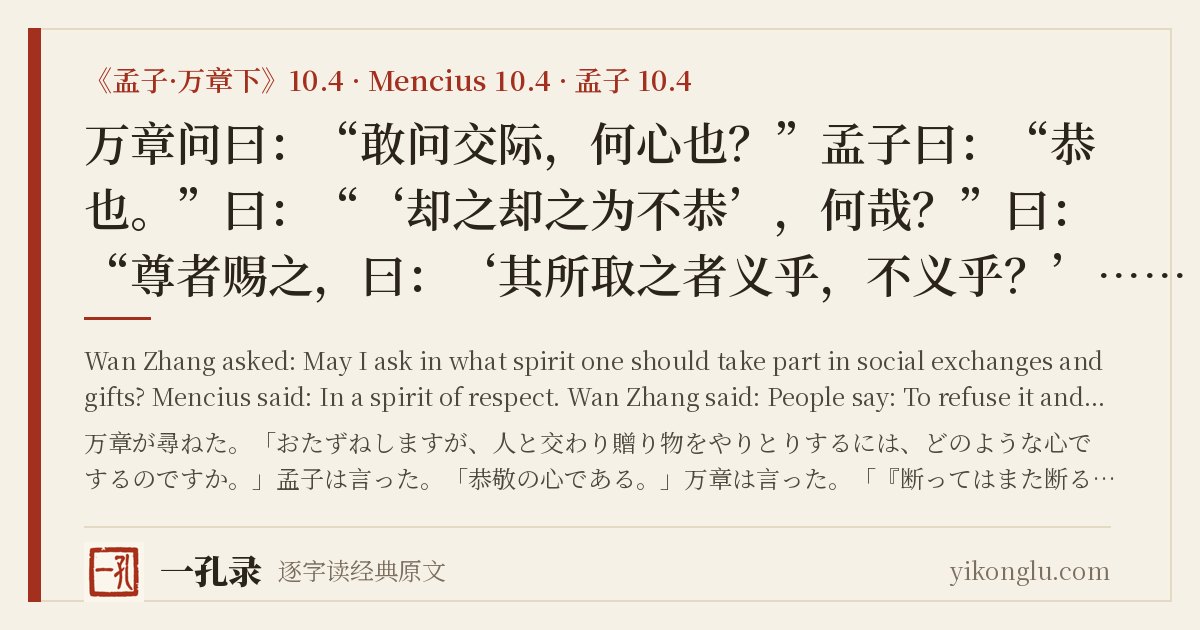 《孟子·万章下》10.4 · Mencius 10.4 · 孟子 10.4
万章问曰：“敢问交际，何心也？”孟子曰：“恭
也。”曰：“‘却之却之为不恭’，何哉？”曰：
“尊者赐之，曰：‘其所取之者义乎，不义乎？’……
Wan Zhang asked: May I ask in what spirit one should take part in social exchanges and
gifts? Mencius said: In a spirit of respect. Wan Zhang said: People say: To refuse it and...
万章が尋ねた。「おたずねしますが、人と交わり贈り物をやりとりするには、どのような心で
するのですか。」孟子は言った。「恭敬の心である。」万章は言った。「『断ってはまた断る…
一孔
一孔录 逐字读经典原文
yikonglu.com